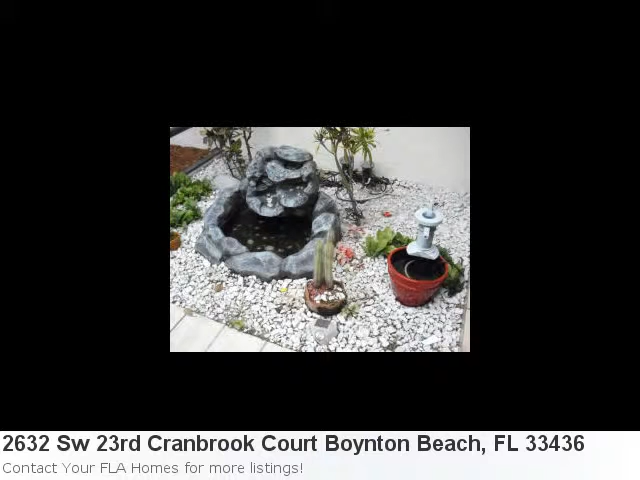 2632 Sw 23rd Cranbrook Court Boynton Beach, FL 33436
Contact Your FLA Homes for more listings!